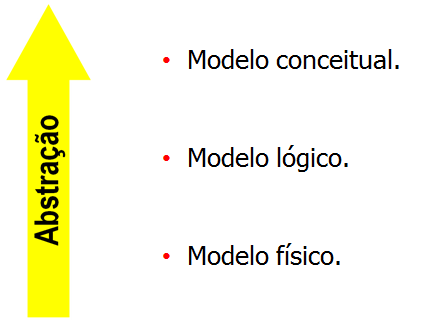 Abstração
• Modelo conceitual.
• Modelo lógico.
• Modelo físico.